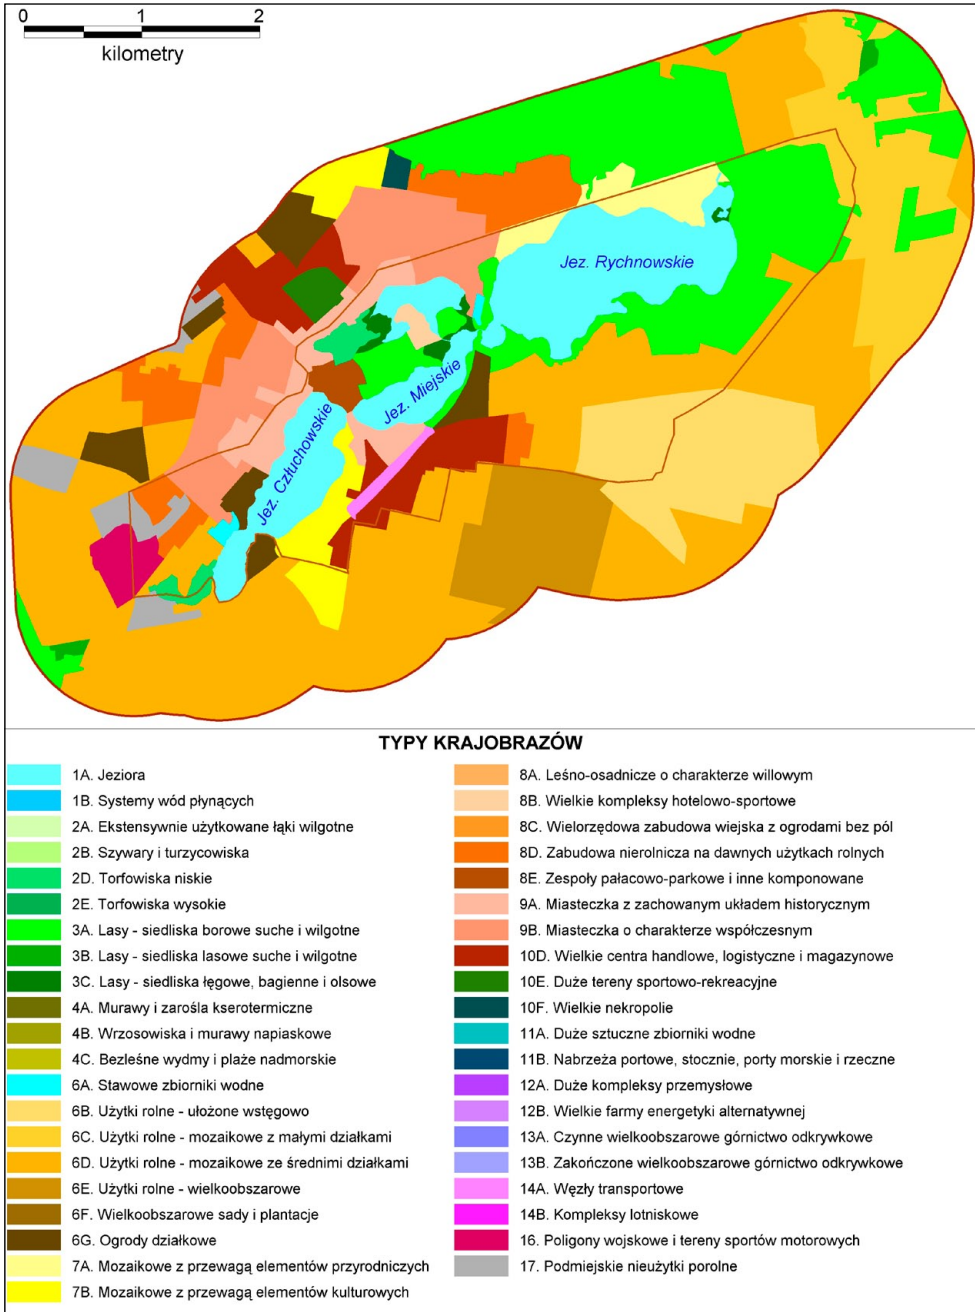 0 1 2
kilometry
Jez. Rychnowskie
Jez. Miejskie
Jez. Człuchowskie
TYPY KRAJOBRAZÓW
1A. Jeziora
1B. Systemy wód płynących
2A. Ekstensywnie użytkowane łąki wilgotne
2B. Szywary i turzycowiska
2D. Torfowiska niskie
2E. Torfowiska wysokie
3A. Lasy - siedliska borowe suche i wilgotne
3B. Lasy - siedliska lasowe suche i wilgotne
3C. Lasy - siedliska łęgowe, bagienne i olsowe
4A. Murawy i zarośla kserotermiczne
4B. Wrzosowiska i murawy napiaskowe
4C. Bezleśne wydmy i plaże nadmorskie
6A. Stawowe zbiorniki wodne
6B. Użytki rolne - ułożone wstęgowo
6C. Użytki rolne - mozaikowe z małymi działkami
6D. Użytki rolne - mozaikowe ze średnimi działkami
6E. Użytki rolne - wielkoobszarowe
6F. Wielkoobszarowe sady i plantacje
6G. Ogrody działkowe
7A. Mozaikowe z przewagą elementów przyrodniczych
7B. Mozaikowe z przewagą elementów kulturowych
8A. Leśno-osadnicze o charakterze willowym
8B. Wielkie kompleksy hotelowo-sportowe
8C. Wielorzędowa zabudowa wiejska z ogrodami bez pól
8D. Zabudowa nierolnicza na dawnych użytkach rolnych
8E. Zespoły pałacowo-parkowe i inne komponowane
9A. Miasteczka z zachowanym układem historycznym
9B. Miasteczka o charakterze współczesnym
10D. Wielkie centra handlowe, logistyczne i magazynowe
10E. Duże tereny sportowo-rekreacyjne
10F. Wielkie nekropolie
11A. Duże sztuczne zbiorniki wodne
11B. Nabrzeża portowe, stocznie, porty morskie i rzeczne
12A. Duże kompleksy przemysłowe
12B. Wielkie farmy energetyki alternatywnej
13A. Czynne wielkoobszarowe górnictwo odkrywkowe
13B. Zakończone wielkoobszarowe górnictwo odkrywkowe
14A. Węzły transportowe
14B. Kompleksy lotniskowe
16. Poligony wojskowe i tereny sportów motorowych
17. Podmiejskie nieużytki porolne